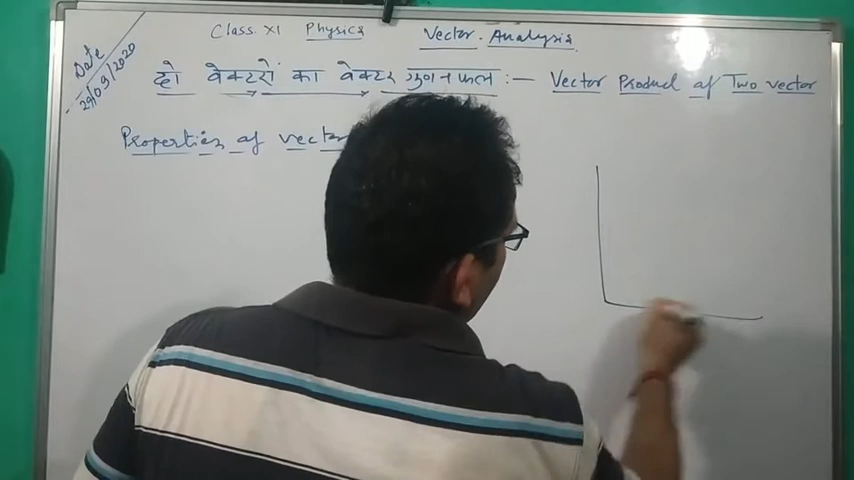 Class. XI Physics Vector. Analysis
Date
29/09/2020
दो वेक्टरों का वेक्टर गुणनफल :— Vector Product of Two vector
Properties of vector